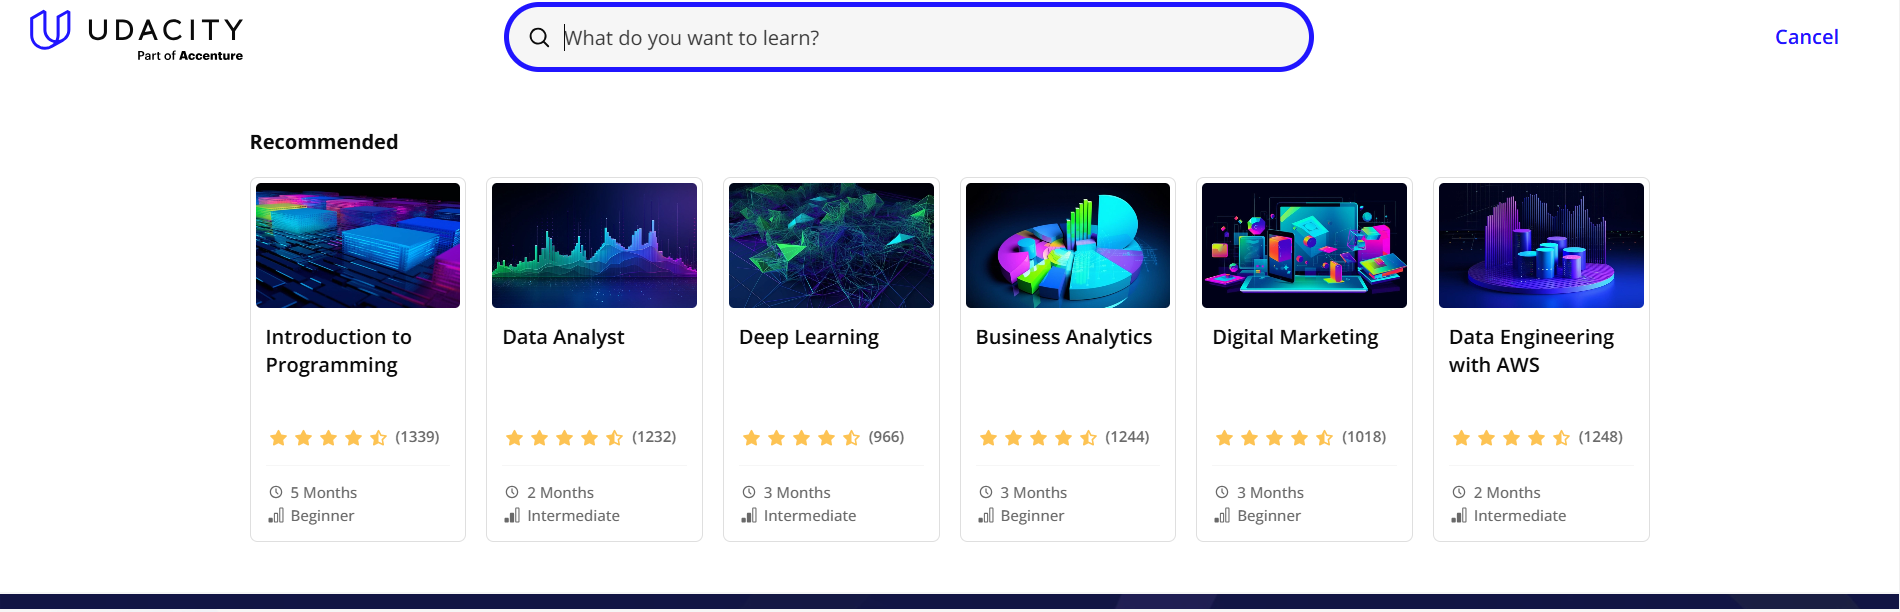 UDACITY
Part of Accenture
What do you want to learn?
Cancel
Recommended
Introduction to
Programming
(1339)
5 Months
Beginner
Data Analyst
(1232)
2 Months
Intermediate
Deep Learning
(966)
3 Months
Intermediate
Business Analytics
(1244)
3 Months
Beginner
Digital Marketing
(1018)
3 Months
Beginner
Data Engineering
with AWS
(1248)
2 Months
Intermediate